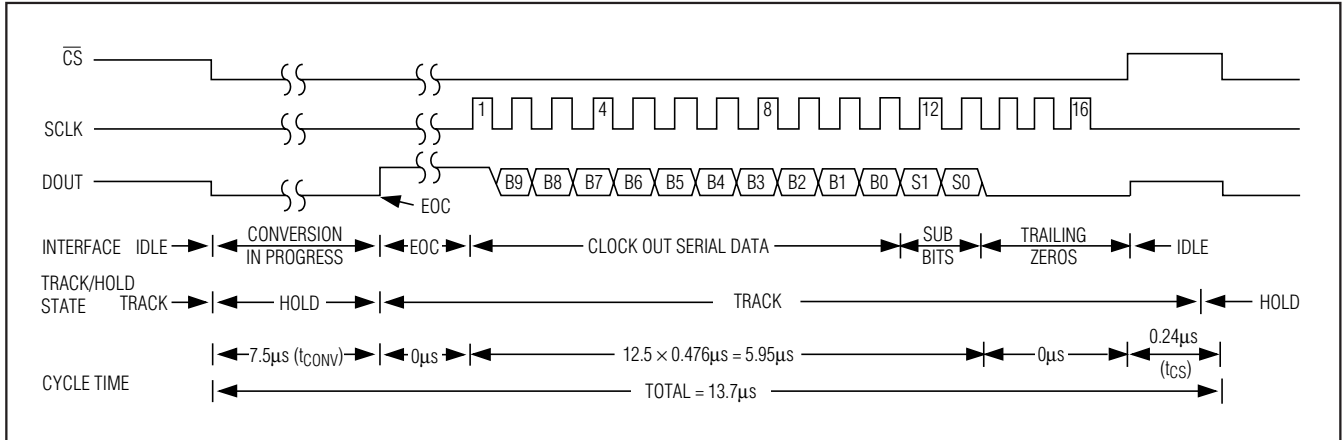 CS
SCLK 1 4 8 12 16
DOUT B9 B8 B7 B6 B5 B4 B3 B2 B1 B0 S1 S0
EOC
INTERFACE IDLE CONVERSION IN PROGRESS EOC CLOCK OUT SERIAL DATA SUB BITS TRAILING ZEROS IDLE
TRACK/HOLD
STATE TRACK HOLD TRACK HOLD
7.5µs (tCONV) 0µs 12.5 × 0.476µs = 5.95µs 0µs 0.24µs (tCS)
CYCLE TIME TOTAL = 13.7µs